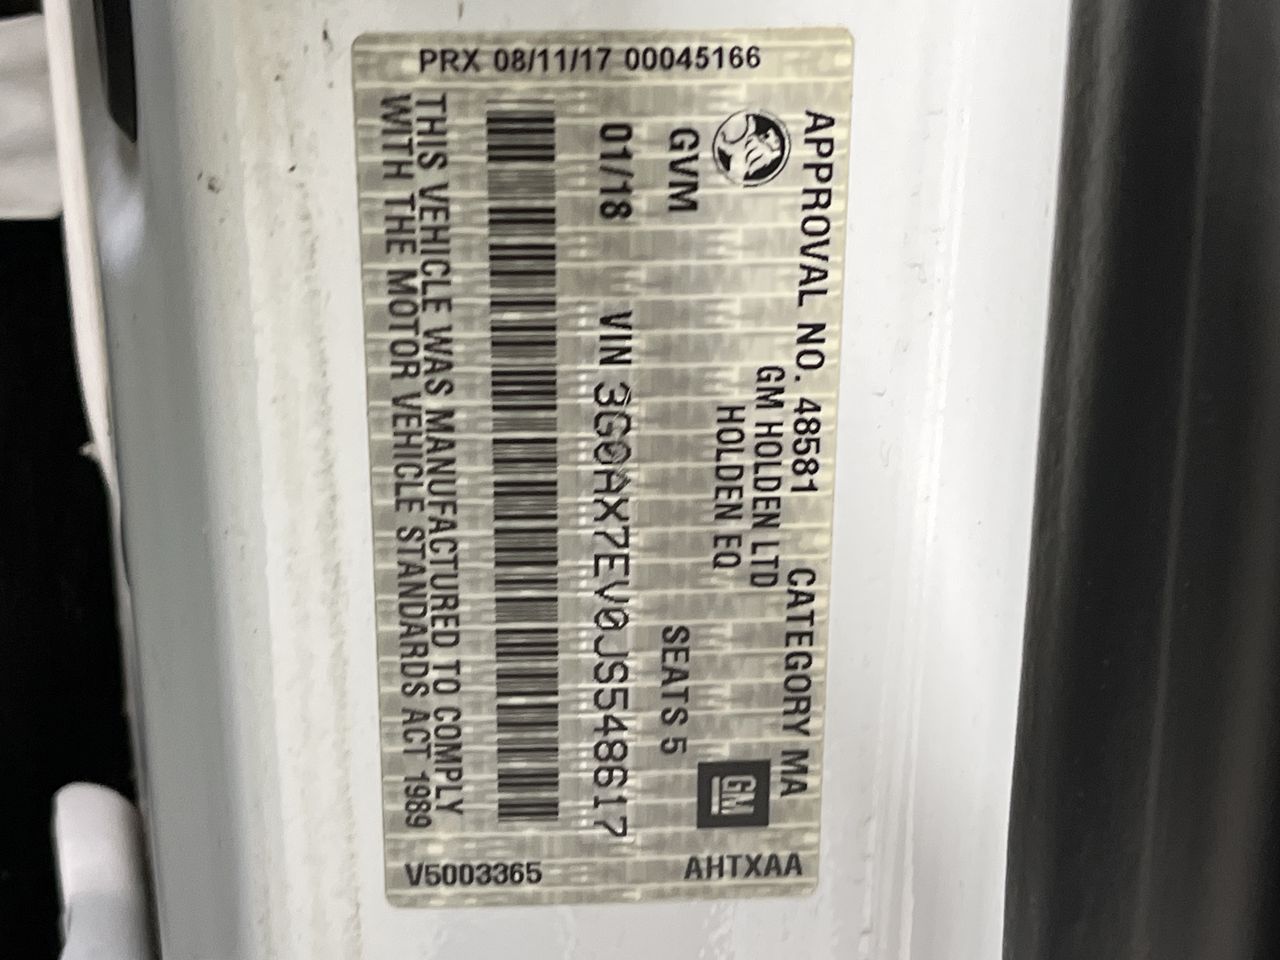 PRX 08/11/17 00045166
APPROVAL NO. 48581 CATEGORY MA
GM HOLDEN LTD
HOLDEN EQ
GM
GVM SEATS 5
01/18 VIN 3G0AX7EV0JS548617
THIS VEHICLE WAS MANUFACTURED TO COMPLY
WITH THE MOTOR VEHICLE STANDARDS ACT 1989
V5003365 AHTXAA